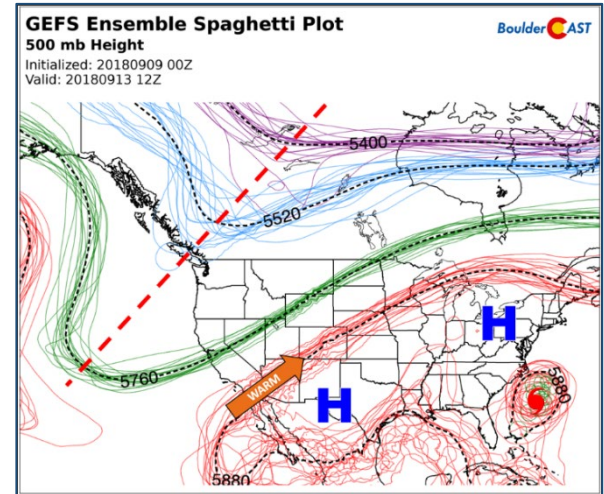 GEFS Ensemble Spaghetti Plot
BoulderCAST
500 mb Height
Initialized: 20180909 00Z
Valid: 20180913 12Z
5400
5520
5760
WARM
H
H
5880
5880